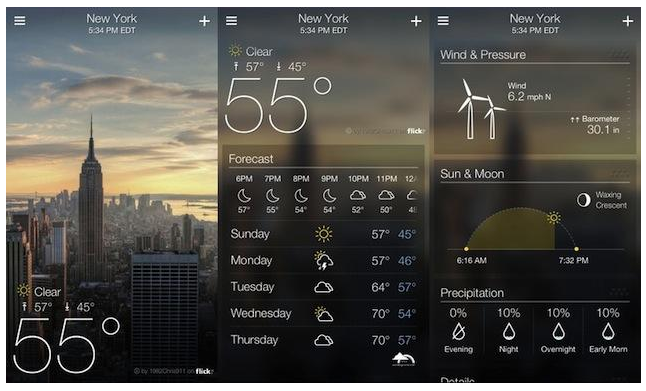 New York
5:34 PM EDT
Clear
57° 45°
55°
by 1982Chris911 on flickr
New York
5:34 PM EDT
Clear
57° 45°
55°
flickr
Forecast
6PM 7PM 8PM 9PM 10PM 11PM 12A
57° 55° 54° 54° 52° 50° 48
Sunday 57° 45°
Monday 57° 46°
Tuesday 64° 57°
Wednesday 70° 54°
Thursday 70° 57°
New York
5:34 PM EDT
Wind & Pressure
Wind
6.2 mph N
Barometer
30.1 in
Sun & Moon
Waxing
Crescent
6:16 AM 7:32 PM
Precipitation
0% 10% 10% 10%
Evening Night Overnight Early Morn
Details